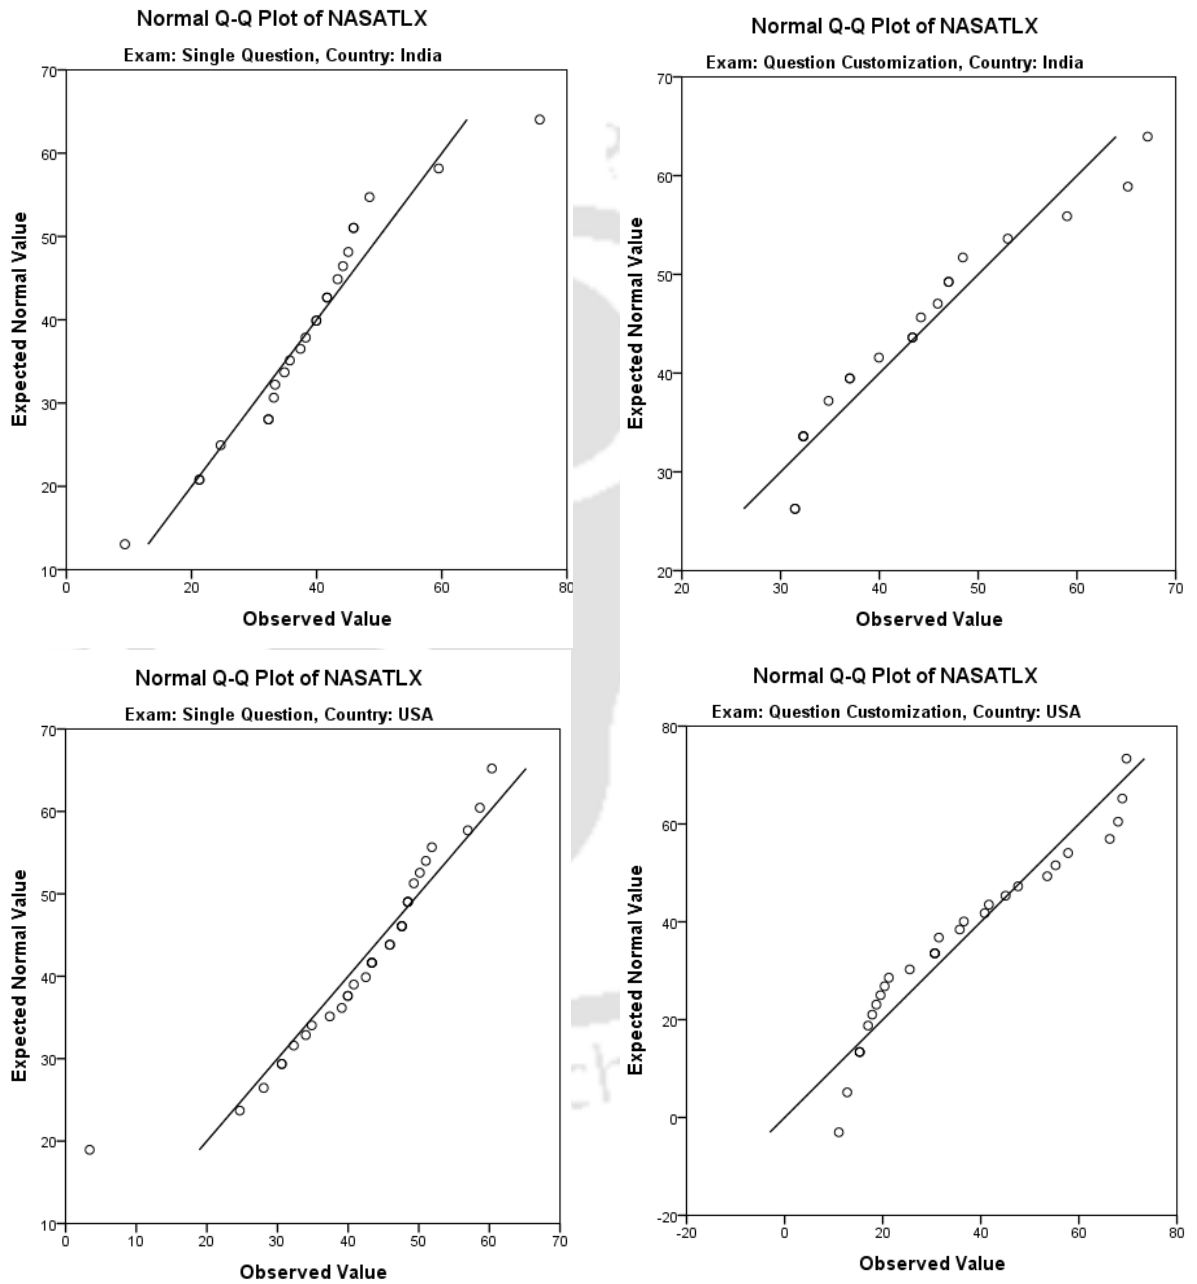 Normal Q-Q Plot of NASATLX
Exam: Single Question, Country: India
70
60
50
40
30
20
10
0 20 40 60 80
Expected Normal Value
Observed Value
Normal Q-Q Plot of NASATLX
Exam: Question Customization, Country: India
70
60
50
40
30
20
20 30 40 50 60 70
Expected Normal Value
Observed Value
Normal Q-Q Plot of NASATLX
Exam: Single Question, Country: USA
70
60
50
40
30
20
10
0 10 20 30 40 50 60 70
Expected Normal Value
Observed Value
Normal Q-Q Plot of NASATLX
Exam: Question Customization, Country: USA
80
60
40
20
0
-20
-20 0 20 40 60 80
Expected Normal Value
Observed Value